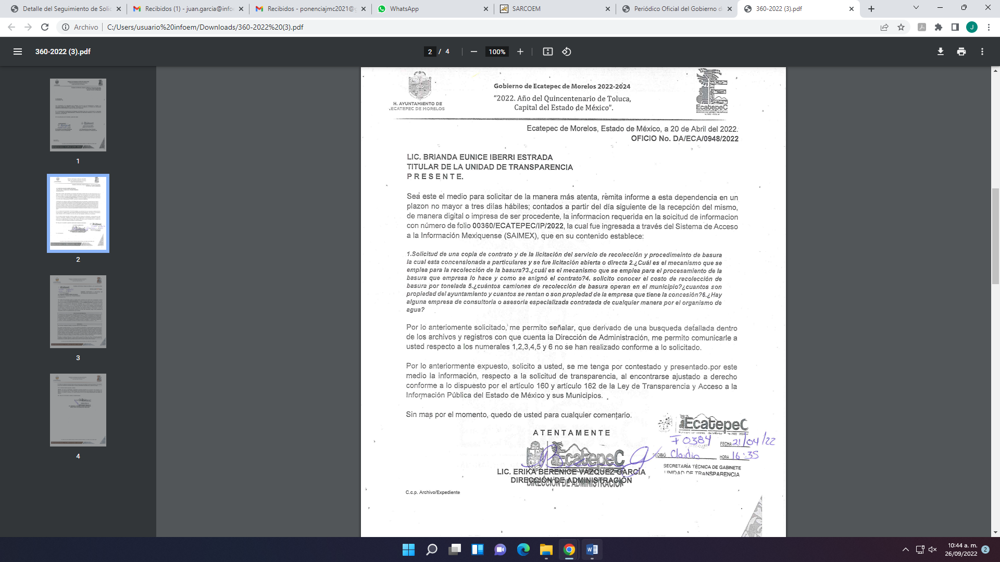 Detalle del Seguimiento de Solic
Recibidos (1) - juan.garcia@info
Recibidos - ponenciajmc2021@g
WhatsApp
SARCOEM
Periódico Oficial del Gobierno d
360-2022 (3).pdf
Archivo
C:/Users/usuario%20infoem/Downloads/360-2022%20(3).pdf
J
360-2022 (3).pdf
2 / 4
100%
1
2
3
4
H. AYUNTAMIENTO DE
ECATEPEC DE MORELOS
Gobierno de Ecatepec de Morelos 2022-2024
“2022. Año del Quincentenario de Toluca,
Capital del Estado de México”.
EcatepeC
Ecatepec de Morelos, Estado de México, a 20 de Abril del 2022.
OFICIO No. DA/ECA/0948/2022
LIC. BRIANDA EUNICE IBERRI ESTRADA
TITULAR DE LA UNIDAD DE TRANSPARENCIA
P R E S E N T E.
Sea este el medio para solicitar de la manera más atenta, remita informe a esta dependencia en un
plazon no mayor a tres diías hábiles; contados a partir del día siguiente de la recepción del mismo,
de manera digital o impresa de ser procedente, la informacion requerida en la soicitud de informacion
con número de folio 00360/ECATEPEC/IP/2022, la cual fue ingresada a través del Sistema de Acceso
a la Información Mexiquense (SAIMEX), que en su contenido establece:
1.Solicitud de una copia de contrato y de la licitación del servicio de recolección y procedimeinto de basura
la cual esta concensionada a particulares y se fue licitación abierta o directa 2.¿Cuál es el mecanismo que se
emplea para la recolección de la basura?3.¿cuál es el mecanismo que se emplea para el procesamiento de la
basura que empresa lo hace y como se asignó el contrato?4. solicito conocer el costo de recolección de
basura por tonelada 5.¿cuántos camiones de recolección de basura operan en el municipio?¿cuantos son
propiedad del ayuntamiento y cuantos se rentan o son propiedad de la empresa que tiene la concesión?6.¿Hay
alguna empresa de consultoria o asesoría especializada contratada de cualquier manera por el organismo de
agua?
Por lo anteriomente solicitado, me permito señalar, que derivado de una busqueda detallada dentro
de los archivos y registros con que cuenta la Dirección de Administración, me permito comunicarle a
usted respecto a los numerales 1,2,3,4,5 y 6 no se han realizado conforme a lo solicitado.
Por lo anteriormente expuesto, solicito a usted, se me tenga por contestado y presentado por este
medio la información, respecto a la solicitud de transparencia, al encontrarse ajustado a derecho
conforme a lo dispuesto por el artículo 160 y artículo 162 de la Ley de Transparencia y Acceso a la
Información Pública del Estado de México y sus Municipios.
Sin mas por el momento, quedo de usted para cualquier comentario.
A T E N T A M E N T E
EcatepeC
LIC. ERIKA BERENICE VAZQUEZ GARCÍA
DIRECCIÓN DE ADMINISTRACIÓN
DIRECCIÓN DE ADMINISTRACIÓN
EcatepeC
F 0384 FECHA 21/04/22
RECIBIÓ Claudia HORA 16:35
SECRETARÍA TÉCNICA DE GABINETE
UNIDAD DE TRANSPARENCIA
C.c.p. Archivo/Expediente
10:44 a. m.
26/09/2022
2